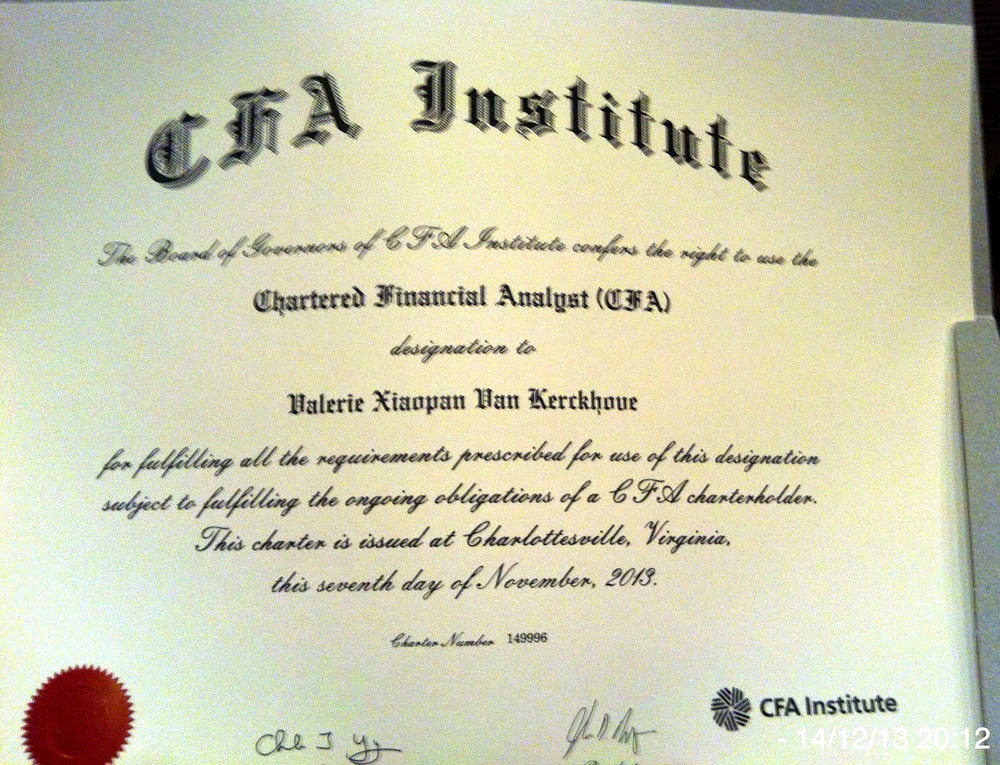 CFA Institute
The Board of Governors of CFA Institute confers the right to use the
Chartered Financial Analyst (CFA)
designation to
Valerie Xiaopan Van Kerckhove
for fulfilling all the requirements prescribed for use of this designation
subject to fulfilling the ongoing obligations of a CFA charterholder.
This charter is issued at Charlottesville, Virginia,
this seventh day of November, 2013.
Charter Number 149996
CFA Institute
- 14/12/13 20:12